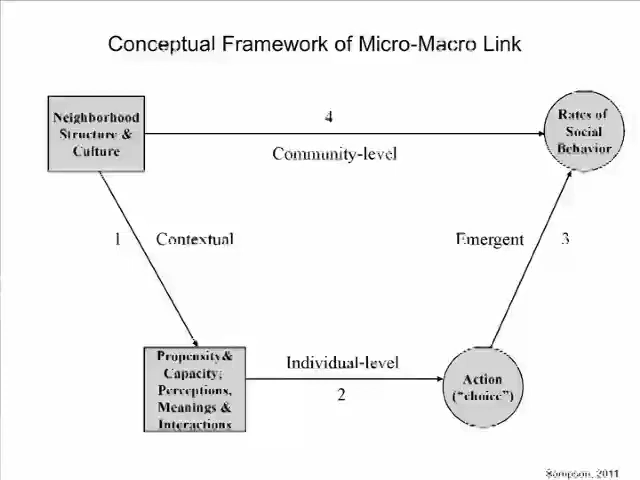 Conceptual Framework of Micro-Macro Link
Neighborhood
Structure &
Culture
4
Community-level
Rates of
Social
Behavior
1
Contextual
Emergent
3
Propensity&
Capacity;
Perceptions,
Meanings &
Interactions
Individual-level
2
Action
("choice")
Sampson, 2011